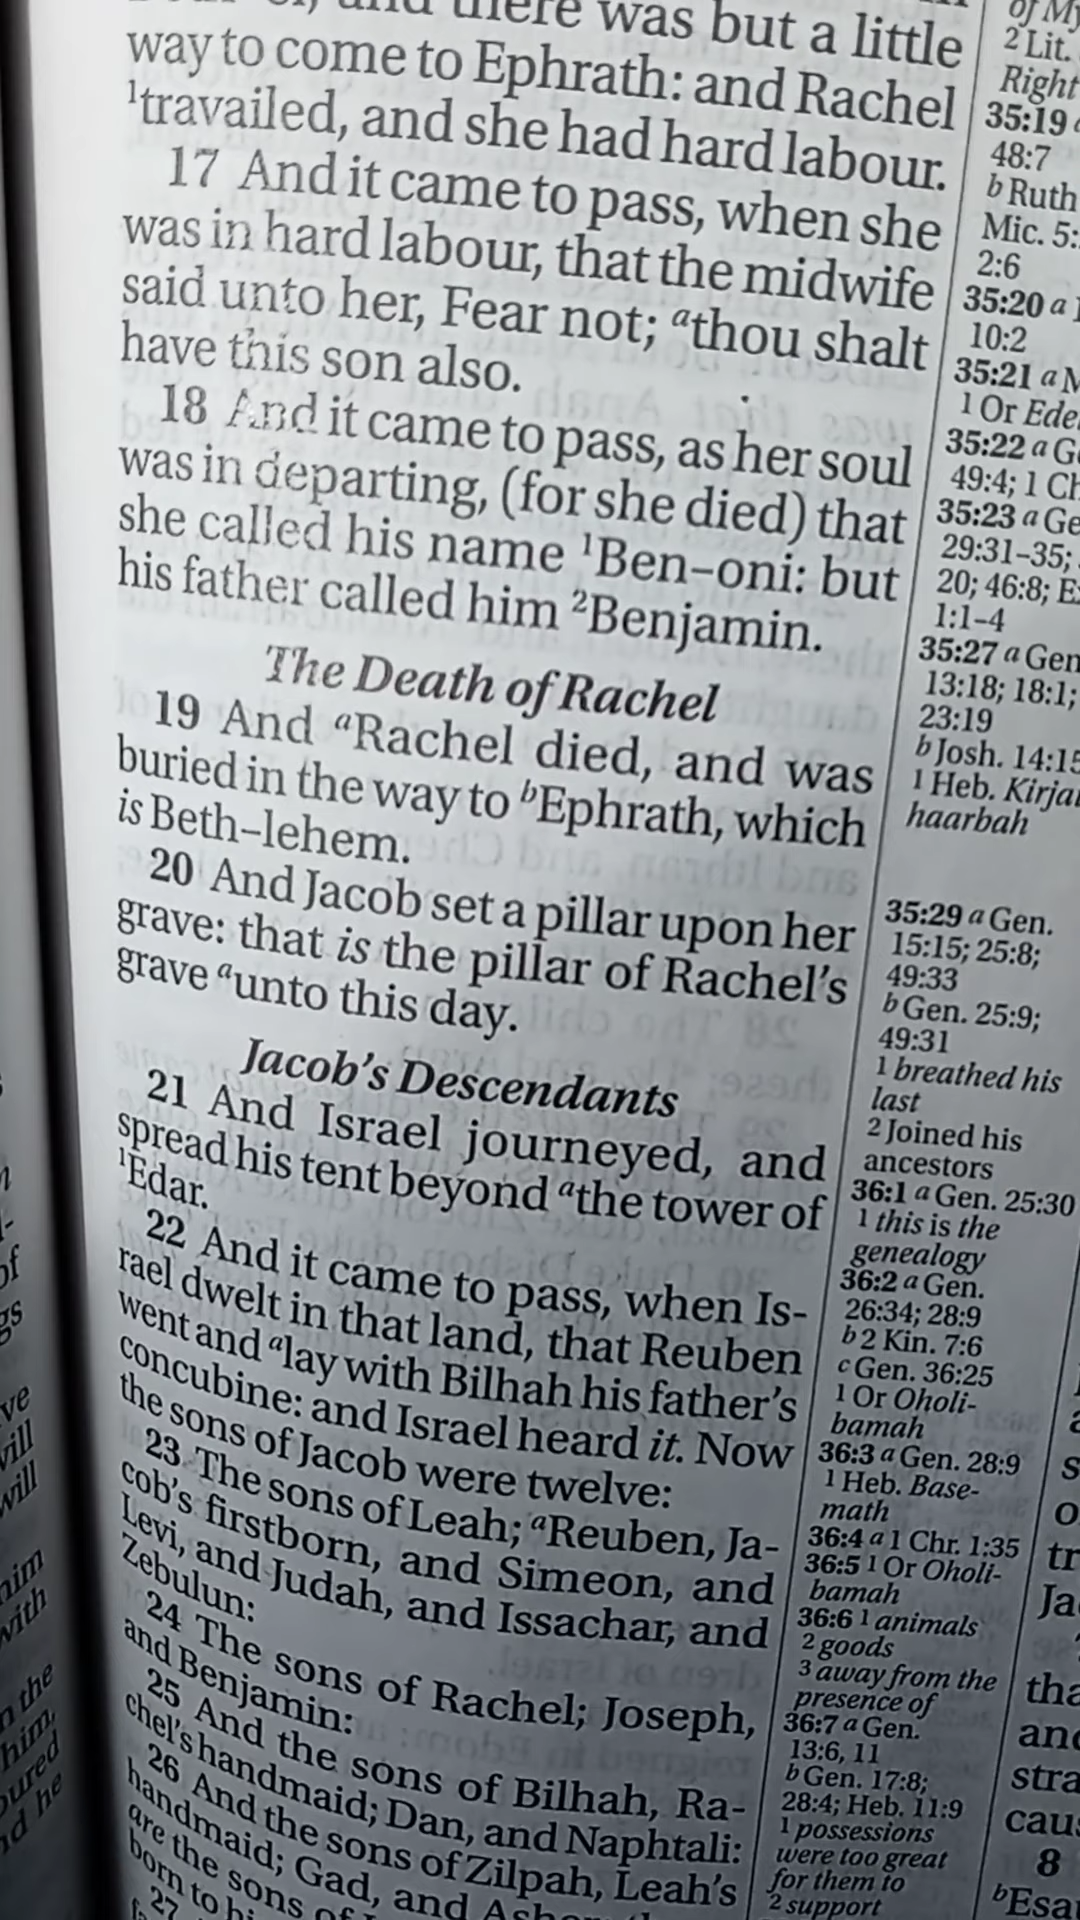 and there was but a little
way to come to Ephrath: and Rachel
¹travailed, and she had hard labour.
17 And it came to pass, when she
was in hard labour, that the midwife
said unto her, Fear not; ᵃthou shalt
have this son also.
18 And it came to pass, as her soul
was in departing, (for she died) that
she called his name ¹Ben-oni: but
his father called him ²Benjamin.
The Death of Rachel
19 And ᵃRachel died, and was
buried in the way to ᵇEphrath, which
is Beth-lehem.
20 And Jacob set a pillar upon her
grave: that is the pillar of Rachel's
grave ᵃunto this day.
Jacob's Descendants
21 And Israel journeyed, and
spread his tent beyond ᵃthe tower of
¹Edar.
22 And it came to pass, when Is-
rael dwelt in that land, that Reuben
went and ᵃlay with Bilhah his father's
concubine: and Israel heard it. Now
the sons of Jacob were twelve:
23 The sons of Leah; ᵃReuben, Ja-
cob's firstborn, and Simeon, and
Levi, and Judah, and Issachar, and
Zebulun:
24 The sons of Rachel; Joseph,
and Benjamin:
25 And the sons of Bilhah, Ra-
chel's handmaid; Dan, and Naphtali:
26 And the sons of Zilpah, Leah's
handmaid; Gad, and
are the sons of
born to
27
of My
2 Lit.
Right
35:19
48:7
b Ruth
Mic. 5:
2:6
35:20 a
10:2
35:21 a
1 Or
35:22 a
49:4; 1
35:23 a Ge
29:31-35;
20; 46:8;
1:1-4
35:27 a Gen
13:18; 18:1;
23:19
b Josh. 14:15
1 Heb.
haarbah
35:29 a Gen.
15:15; 25:8;
49:33
b Gen. 25:9;
49:31
1 breathed his
last
2 Joined his
ancestors
36:1 a Gen. 25:30
1 this is the
genealogy
36:2 a Gen.
26:34; 28:9
b 2 Kin. 7:6
c Gen. 36:25
1 Or Oholi-
bamah
36:3 a Gen. 28:9
1 Heb. Base-
math
36:4 a 1 Chr. 1:35
36:5 1 Or Oholi-
bamah
36:6 1 animals
2 goods
3 away from the
presence of
36:7 a Gen.
13:6, 11
b Gen. 17:8;
28:4; Heb. 11:9
1 possessions
were too great
for them to
2 support
tha
and
stra
caus
8
ᵇEsau